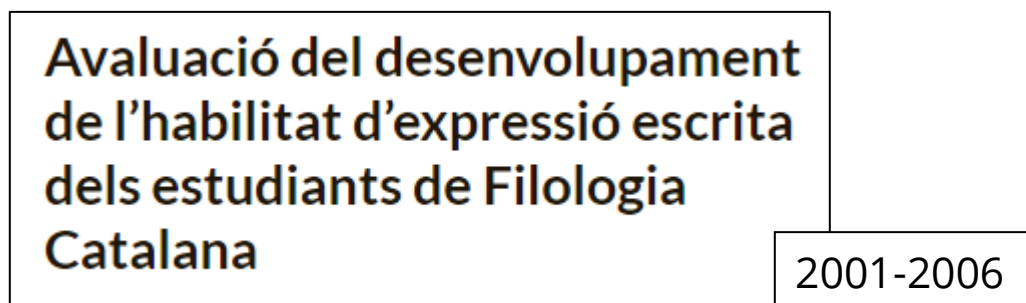 Avaluació del desenvolupament
de l’habilitat d’expressió escrita
dels estudiants de Filologia
Catalana
2001-2006